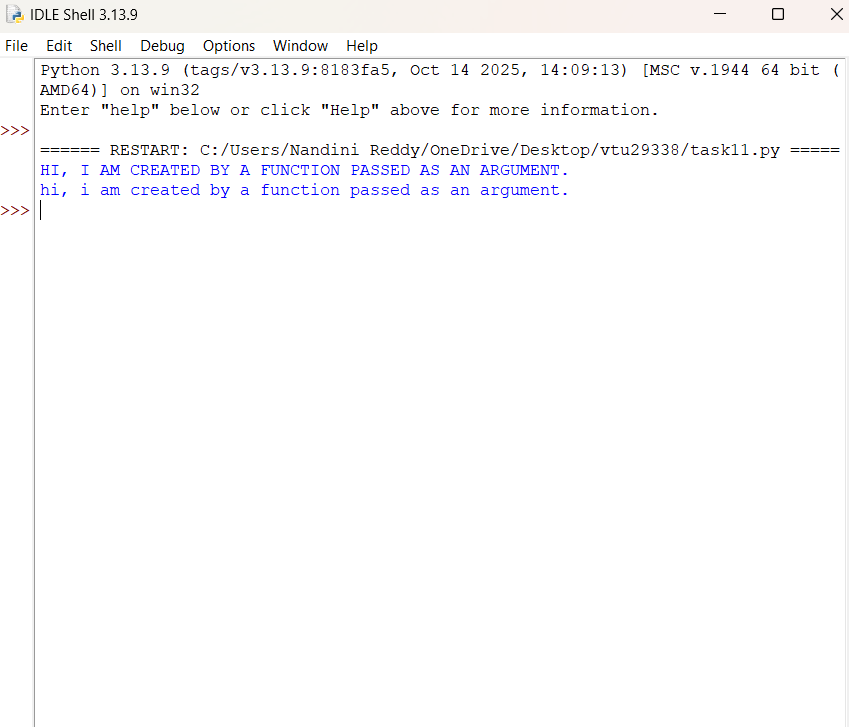 IDLE Shell 3.13.9
File Edit Shell Debug Options Window Help
Python 3.13.9 (tags/v3.13.9:8183fa5, Oct 14 2025, 14:09:13) [MSC v.1944 64 bit (
AMD64)] on win32
Enter "help" below or click "Help" above for more information.
>>>
====== RESTART: C:/Users/Nandini Reddy/OneDrive/Desktop/vtu29338/task11.py =====
HI, I AM CREATED BY A FUNCTION PASSED AS AN ARGUMENT.
hi, i am created by a function passed as an argument.
>>>